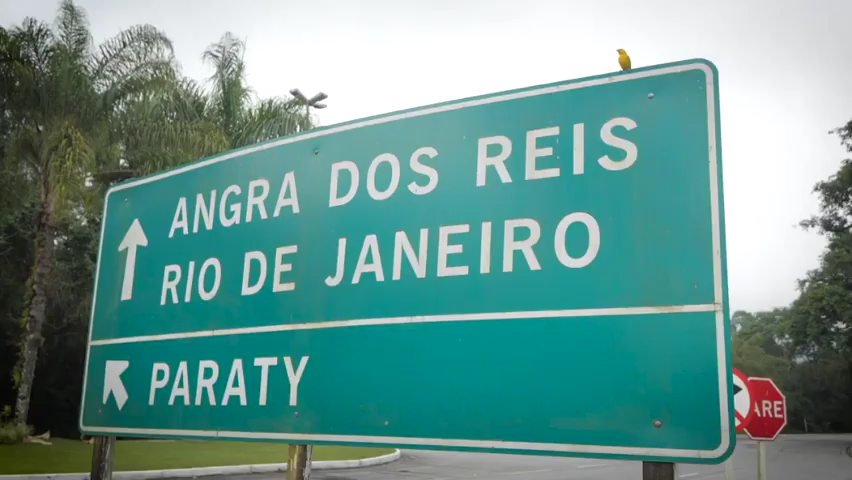 ANGRA DOS REIS
RIO DE JANEIRO
PARATY
ARE